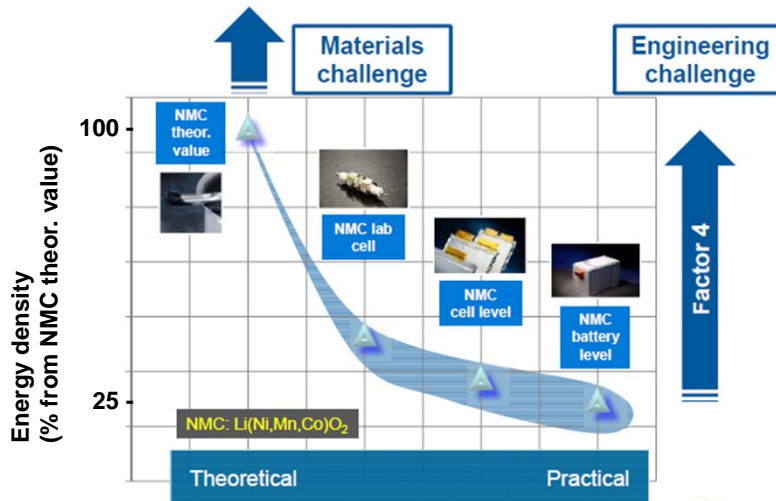 Materials
challenge
Engineering
challenge
Energy density
(% from NMC theor. value)
100 -
25 -
NMC
theor.
value
NMC lab
cell
NMC
cell level
NMC
battery
level
Factor 4
NMC: Li(Ni,Mn,Co)O₂
Theoretical
Practical